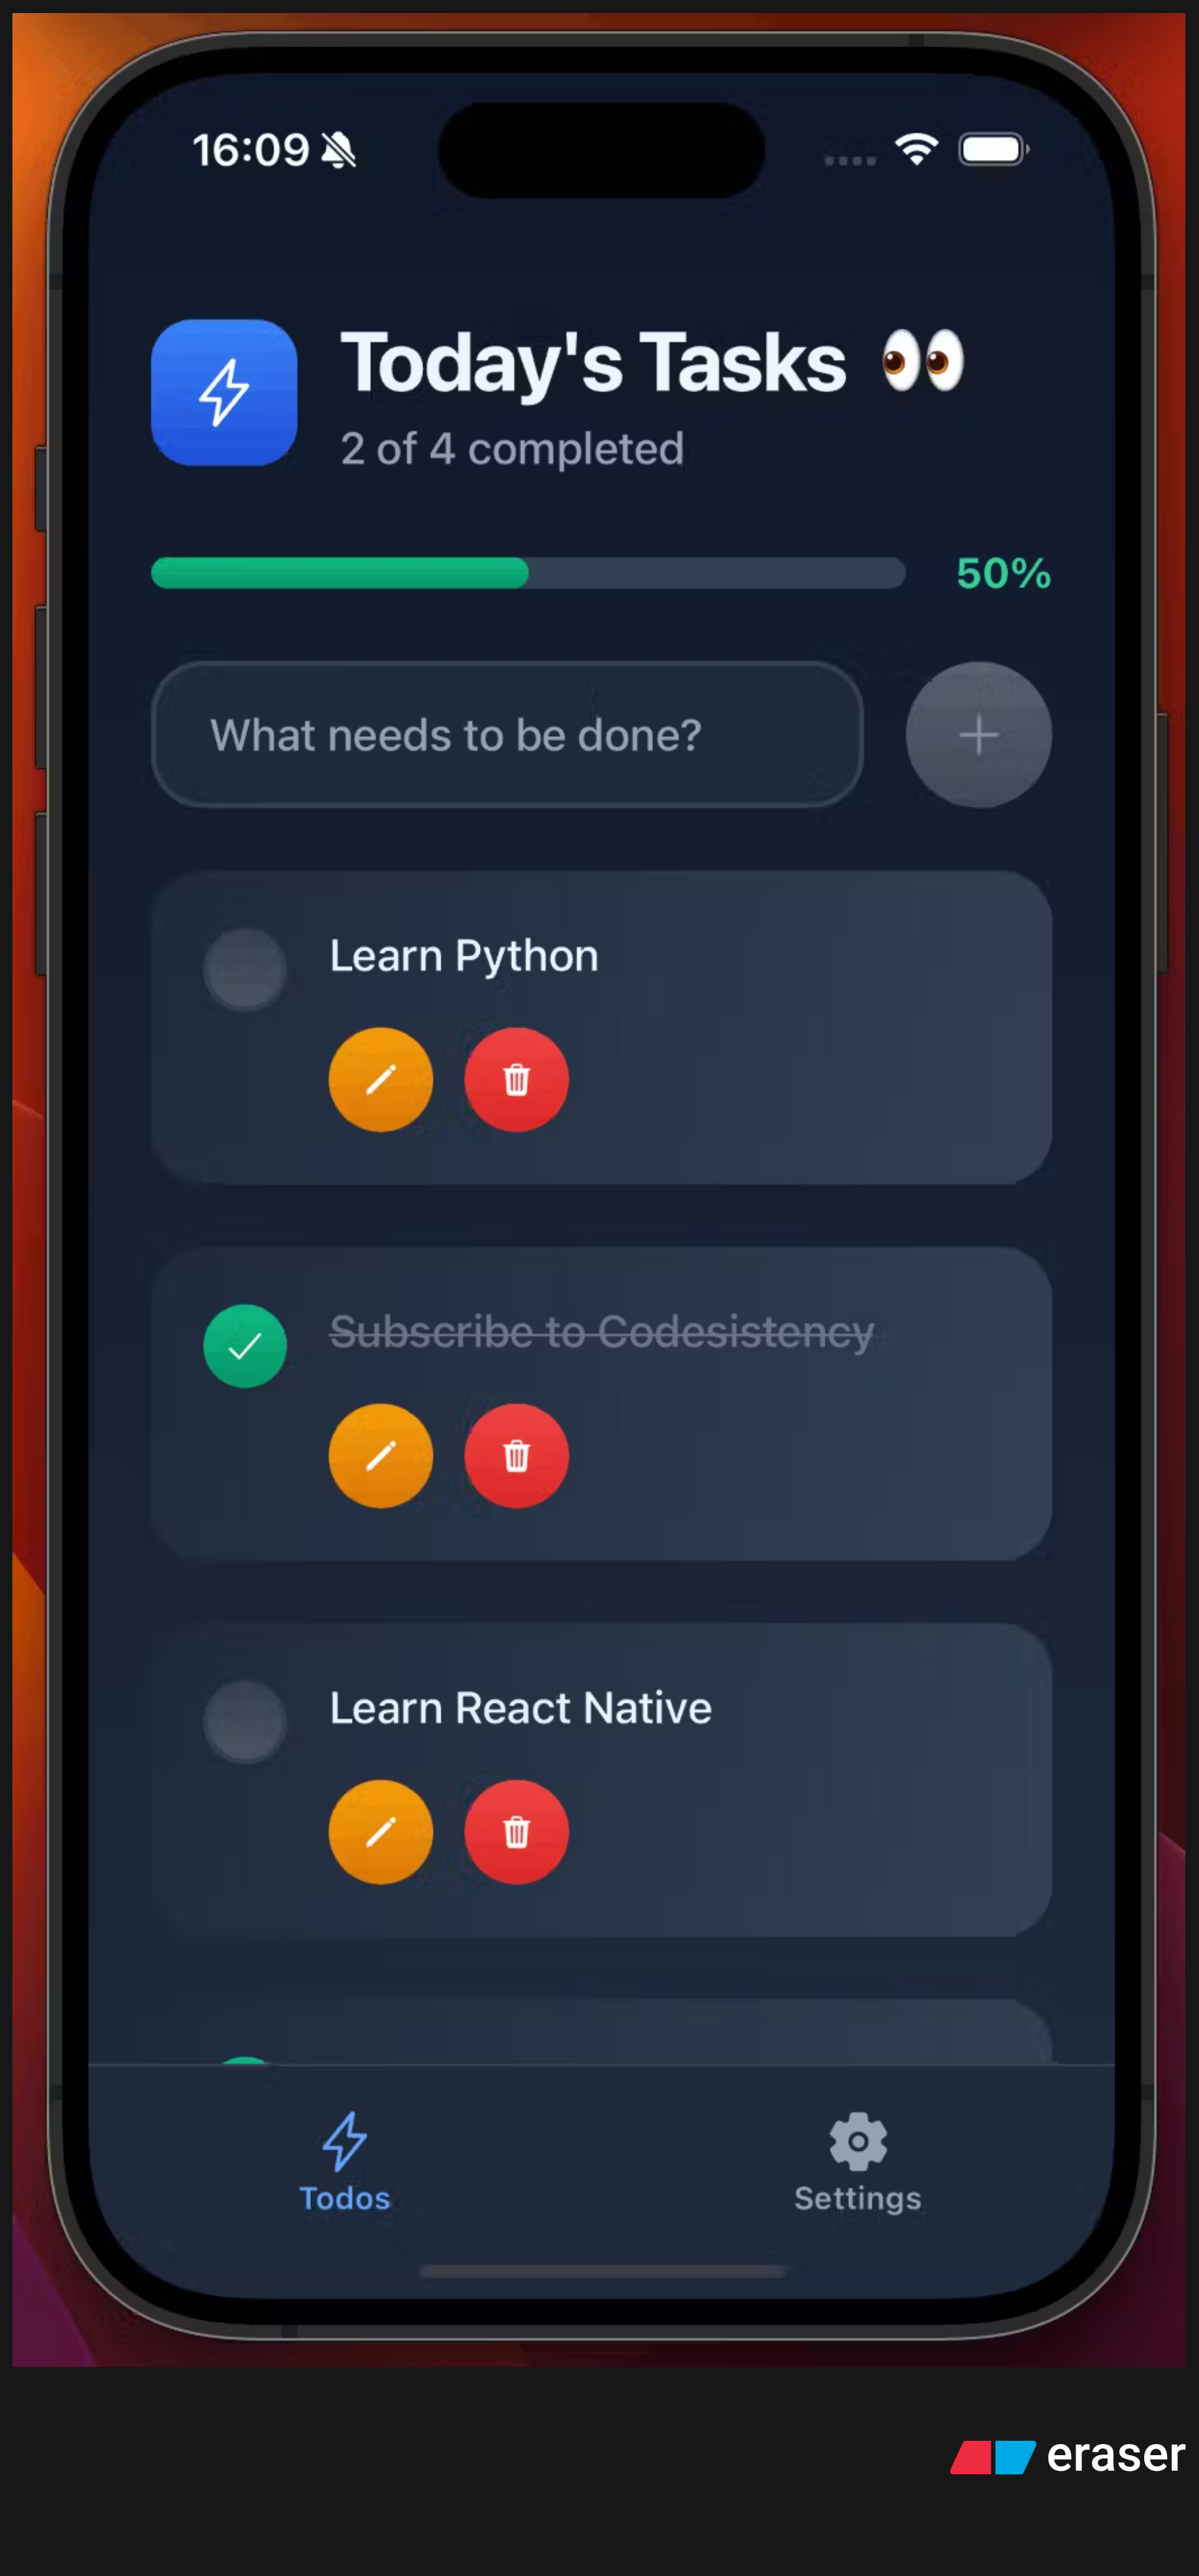 16:09
Today's Tasks 👀
2 of 4 completed
50%
What needs to be done?
Learn Python
Subscribe to Codesistency
Learn React Native
Todos
Settings
eraser